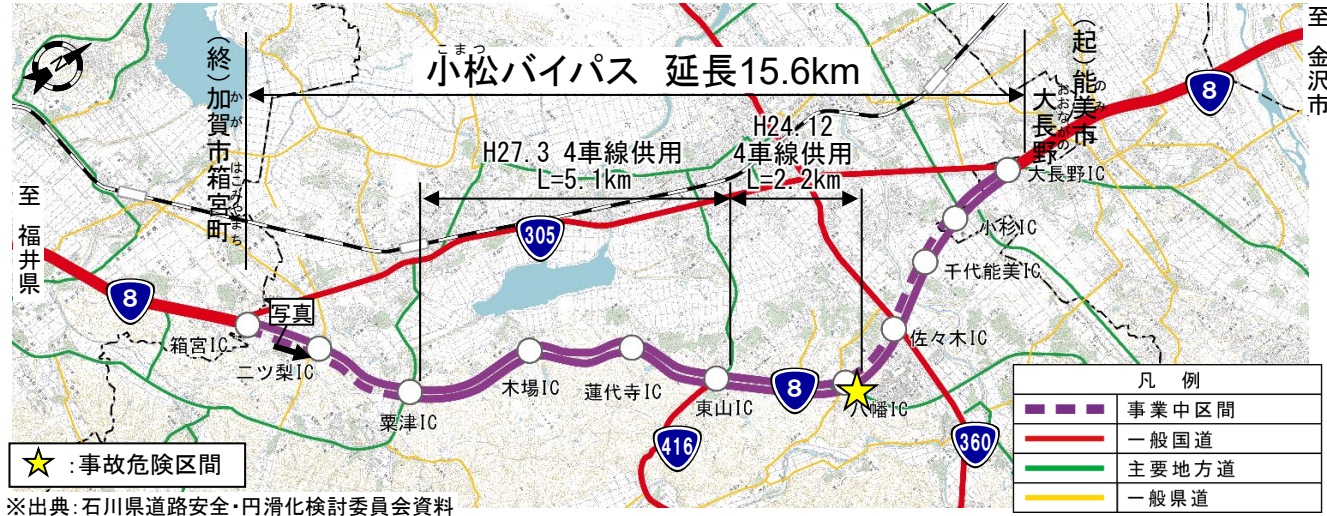 小松バイパス 延長15.6km
こまつ
至 金沢市
(起)能美市
のみ
大長野
おおながの
(終)加賀市箱宮町
かが
はこみやまち
至 福井県
H27.3 4車線供用
L=5.1km
H24.12
4車線供用
L=2.2km
8
305
8
8
416
360
大長野IC
小杉IC
千代能美IC
佐々木IC
八幡IC
東山IC
蓮代寺IC
木場IC
粟津IC
二ツ梨IC
箱宮IC
写真
N
凡 例
事業中区間
一般国道
主要地方道
一般県道
:事故危険区間
※出典:石川県道路安全・円滑化検討委員会資料